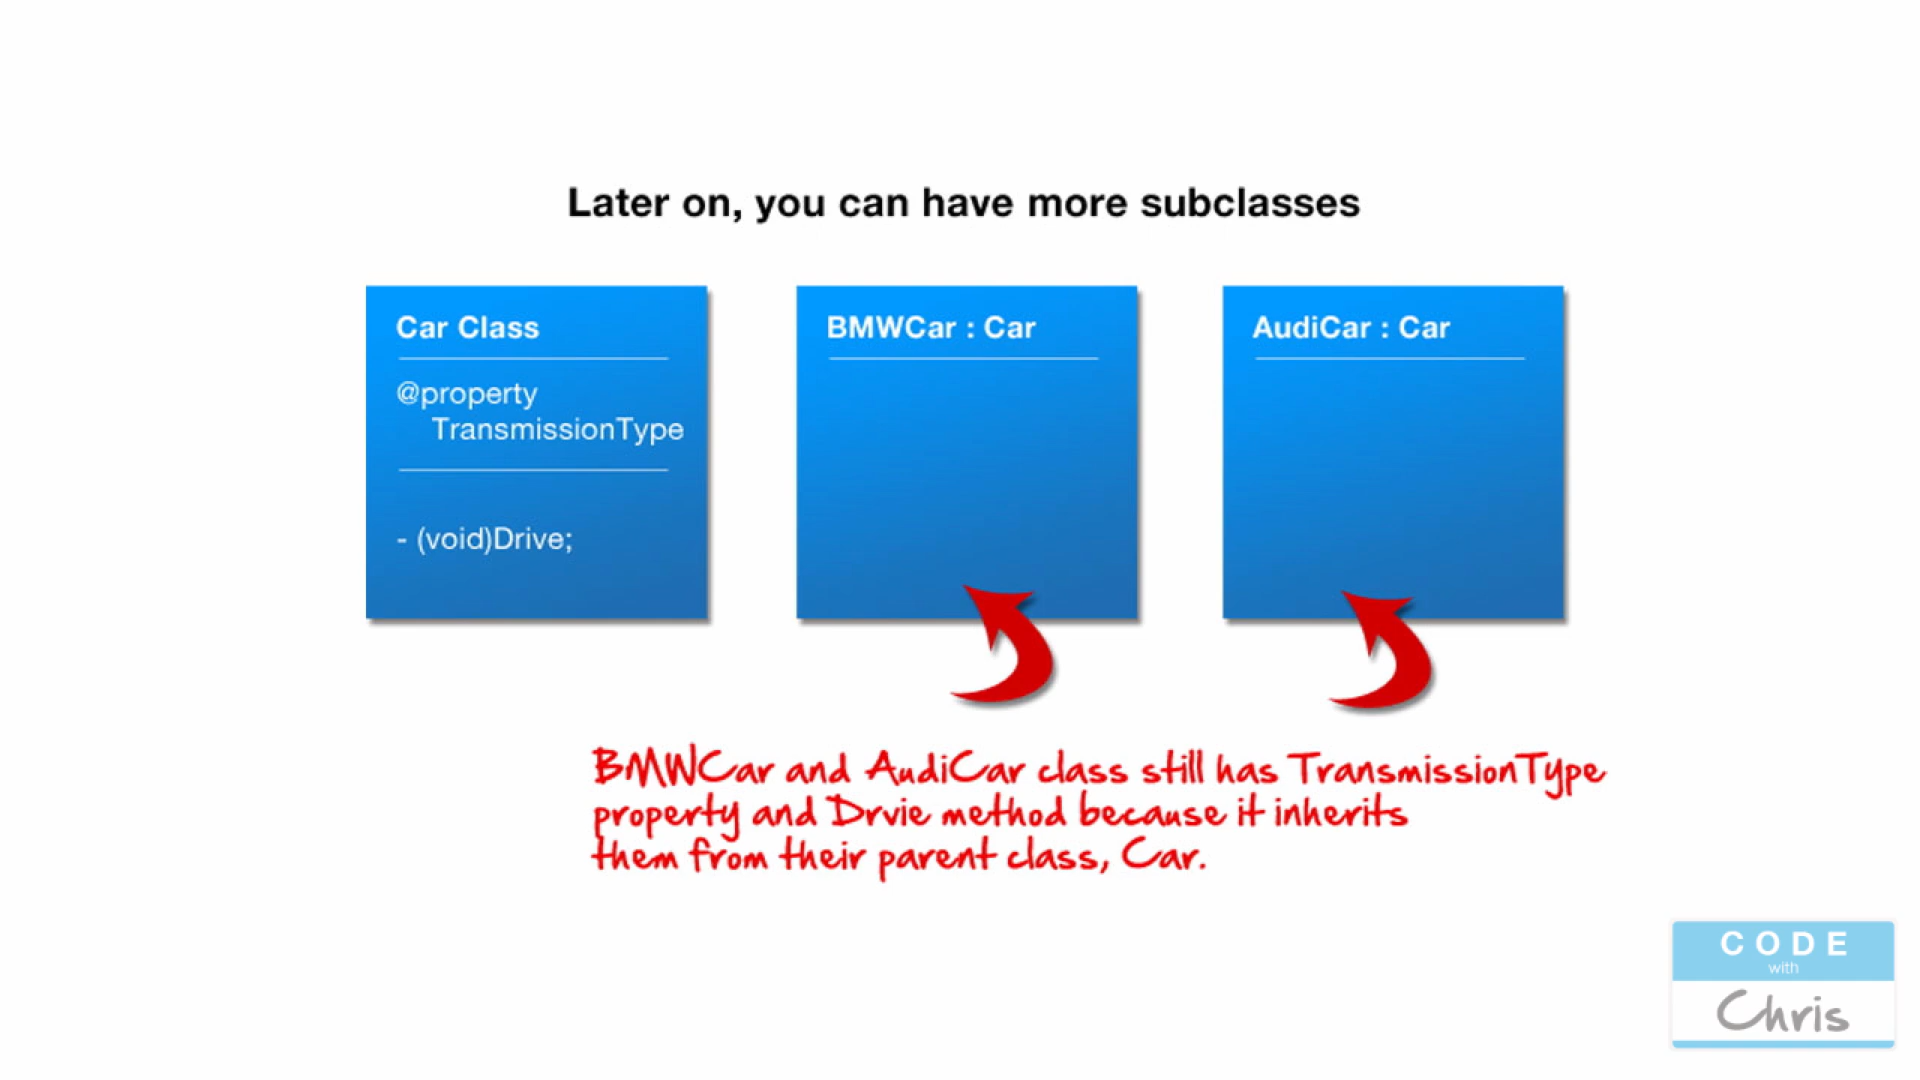 Later on, you can have more subclasses
Car Class
@property
TransmissionType
- (void)Drive;
BMWCar : Car
AudiCar : Car
BMWCar and AudiCar class still has TransmissionType
property and Drvie method because it inherits
them from their parent class, Car.
CODE
with
Chris